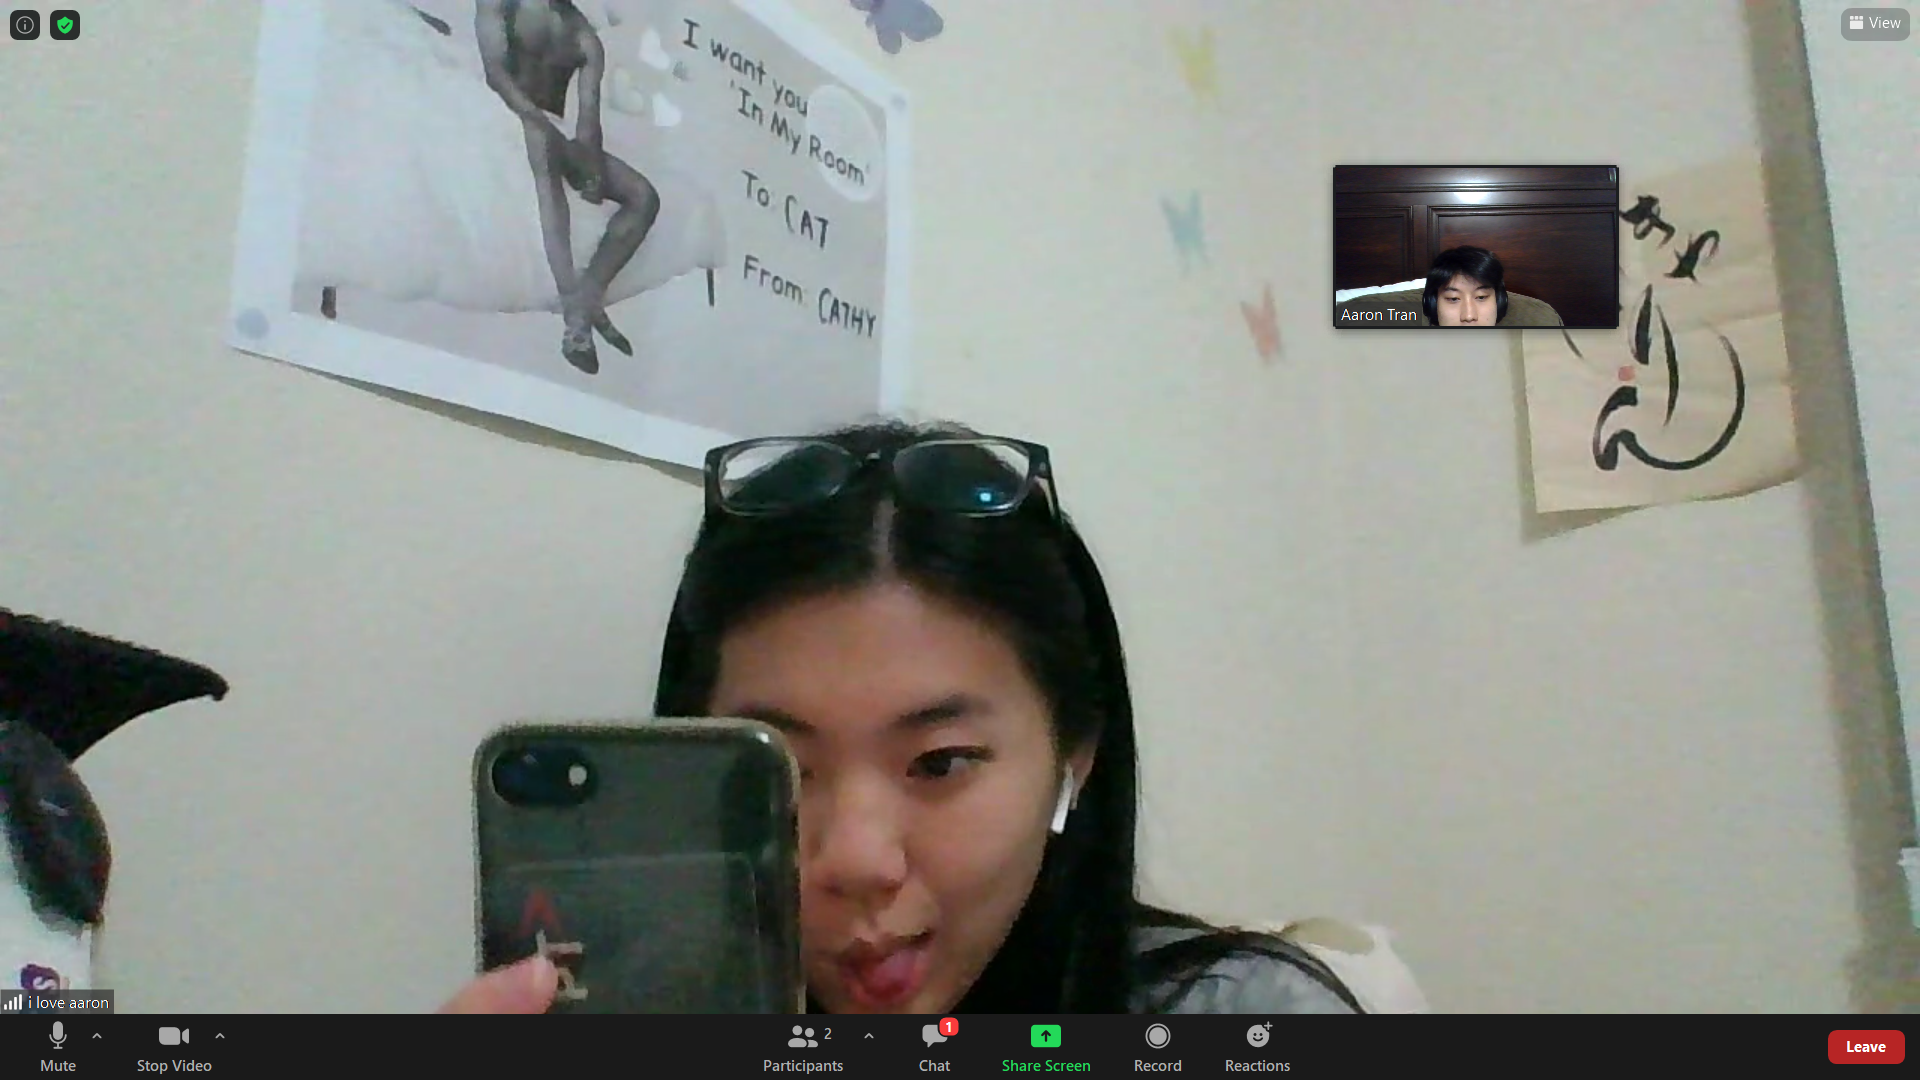 View
I want you
'In My Room'
To: CAT
From: CATHY
Aaron Tran
i love aaron
Mute
Stop Video
2
Participants
1
Chat
Share Screen
Record
Reactions
Leave